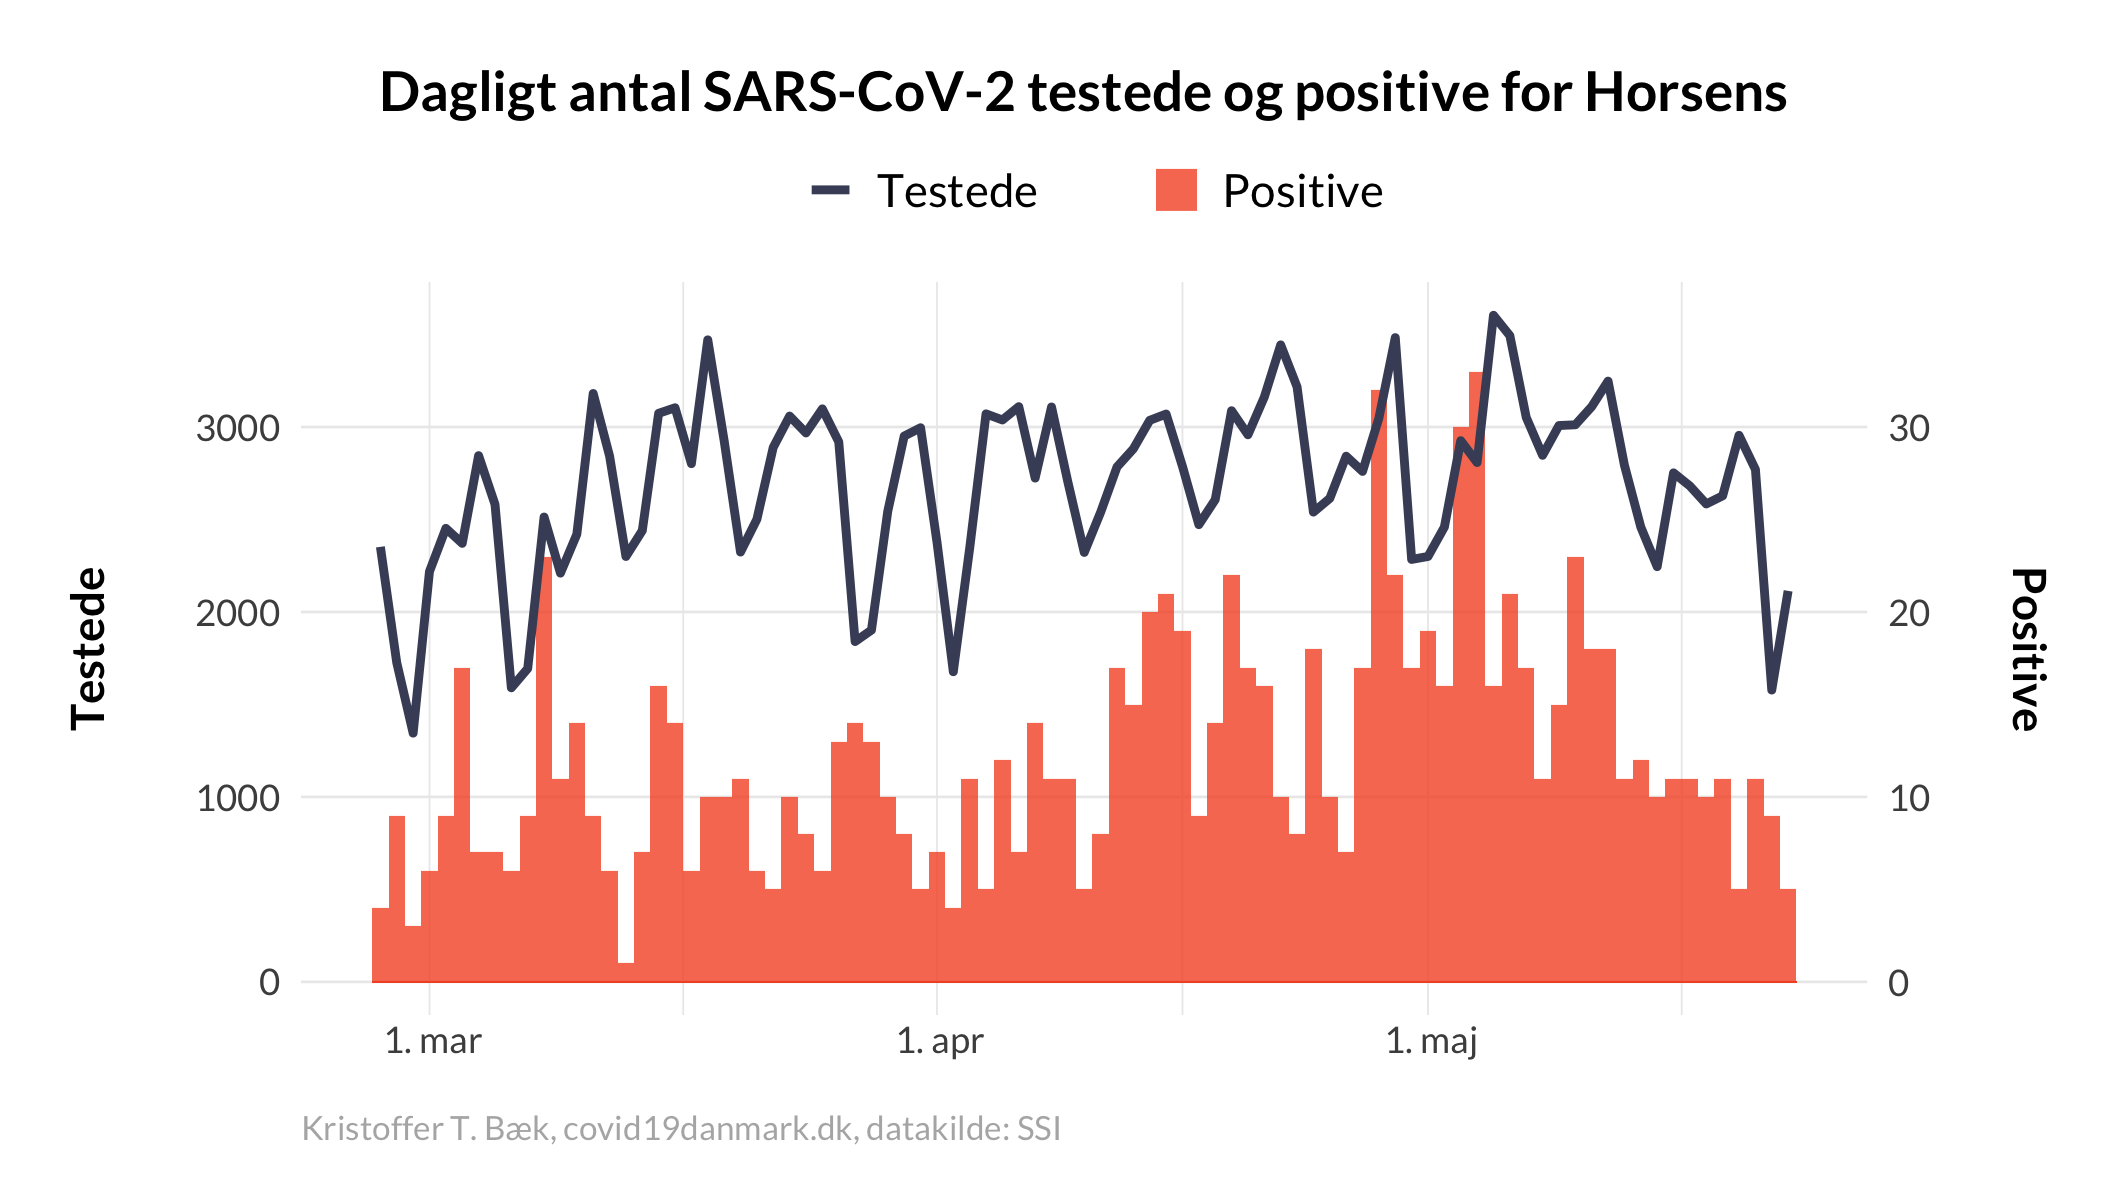 Dagligt antal SARS-CoV-2 testede og positive for Horsens
Testede
Positive
3000
2000
1000
0
Testede
30
20
10
0
Positive
1. mar
1. apr
1. maj
Kristoffer T. Bæk, covid19danmark.dk, datakilde: SSI